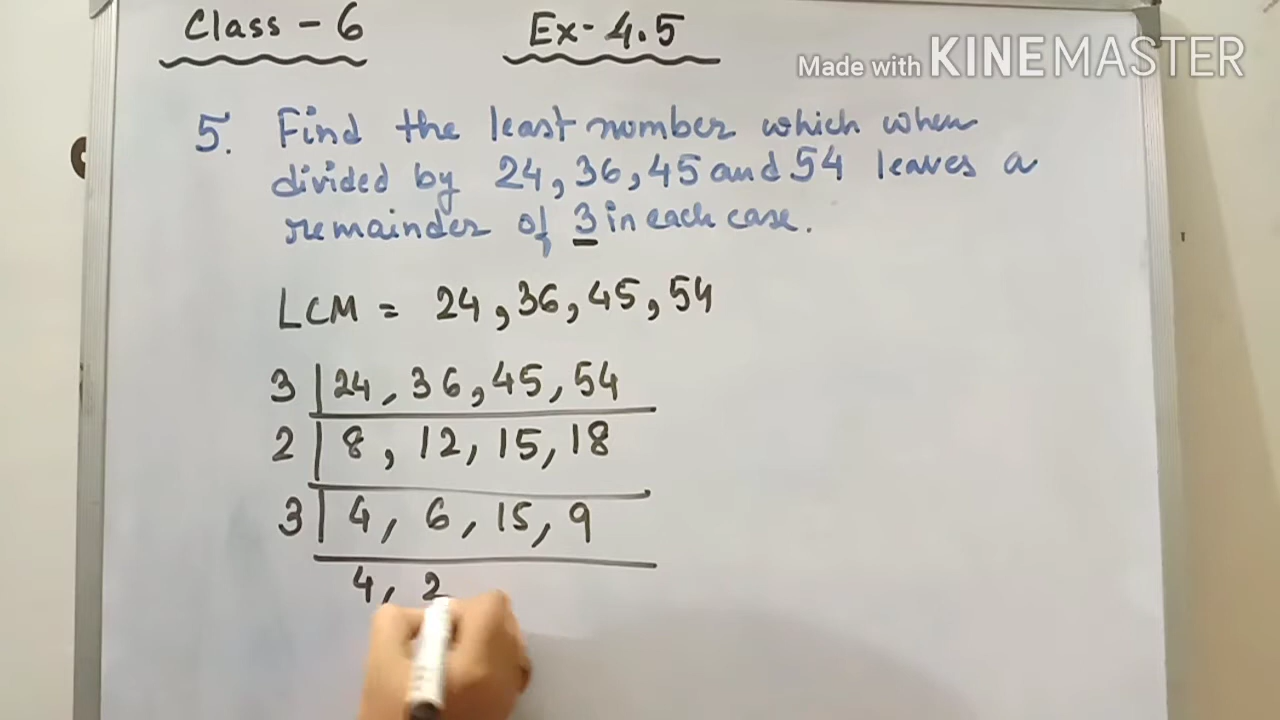 Class - 6 Ex- 4.5
Made with KINEMASTER
5. Find the least number which when
divided by 24, 36, 45 and 54 leaves a
remainder of 3 in each case.
LCM = 24, 36, 45, 54
3 | 24, 36, 45, 54
2 | 8, 12, 15, 18
3 | 4, 6, 15, 9
4, 2